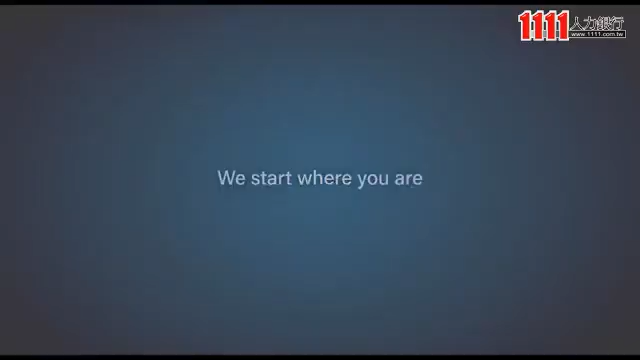 1111人力銀行
www.1111.com.tw
We start where you are